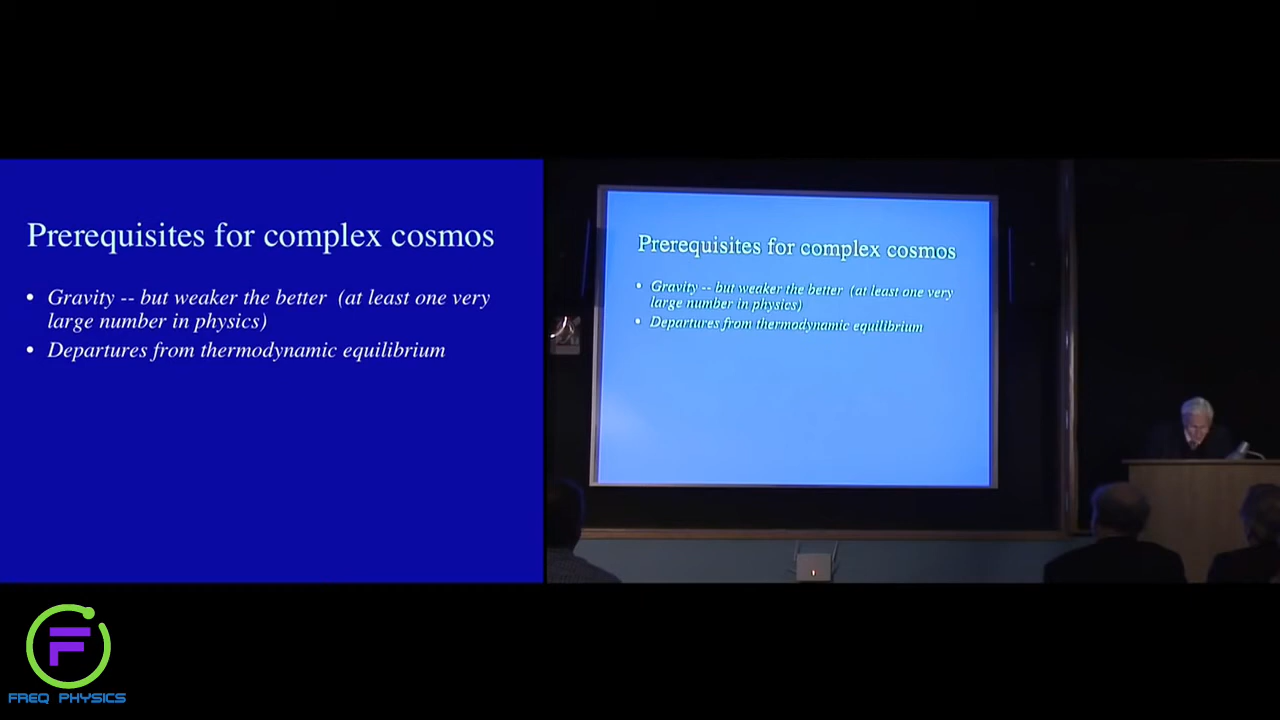 Prerequisites for complex cosmos
• Gravity -- but weaker the better (at least one very
large number in physics)
• Departures from thermodynamic equilibrium
Prerequisites for complex cosmos
• Gravity -- but weaker the better (at least one very
large number in physics)
• Departures from thermodynamic equilibrium
F
FREQ PHYSICS